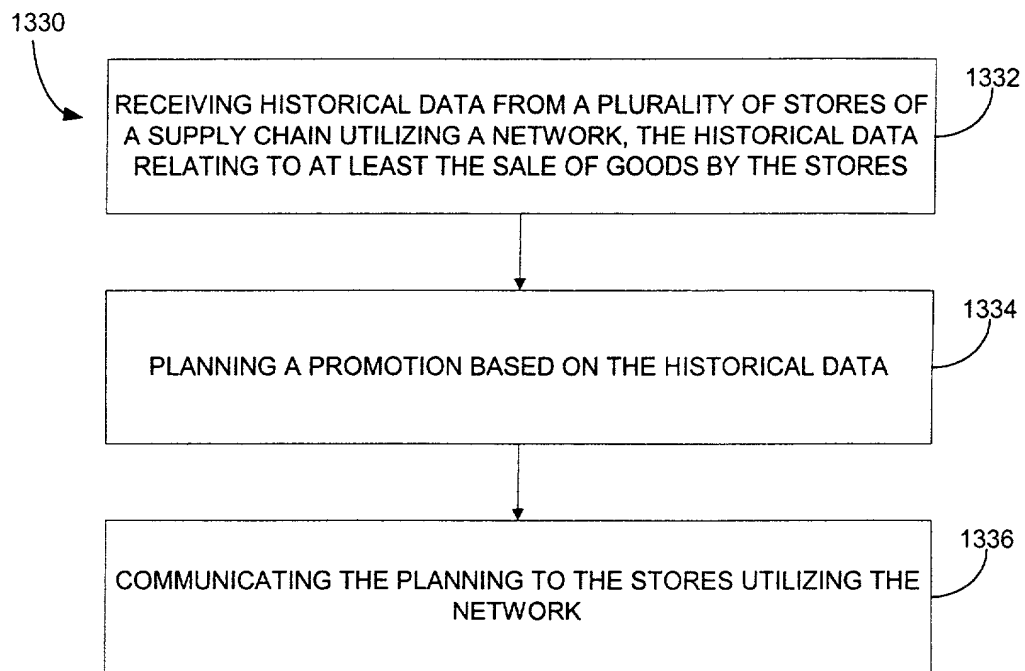 1330
1332
RECEIVING HISTORICAL DATA FROM A PLURALITY OF STORES OF
A SUPPLY CHAIN UTILIZING A NETWORK, THE HISTORICAL DATA
RELATING TO AT LEAST THE SALE OF GOODS BY THE STORES
1334
PLANNING A PROMOTION BASED ON THE HISTORICAL DATA
1336
COMMUNICATING THE PLANNING TO THE STORES UTILIZING THE
NETWORK